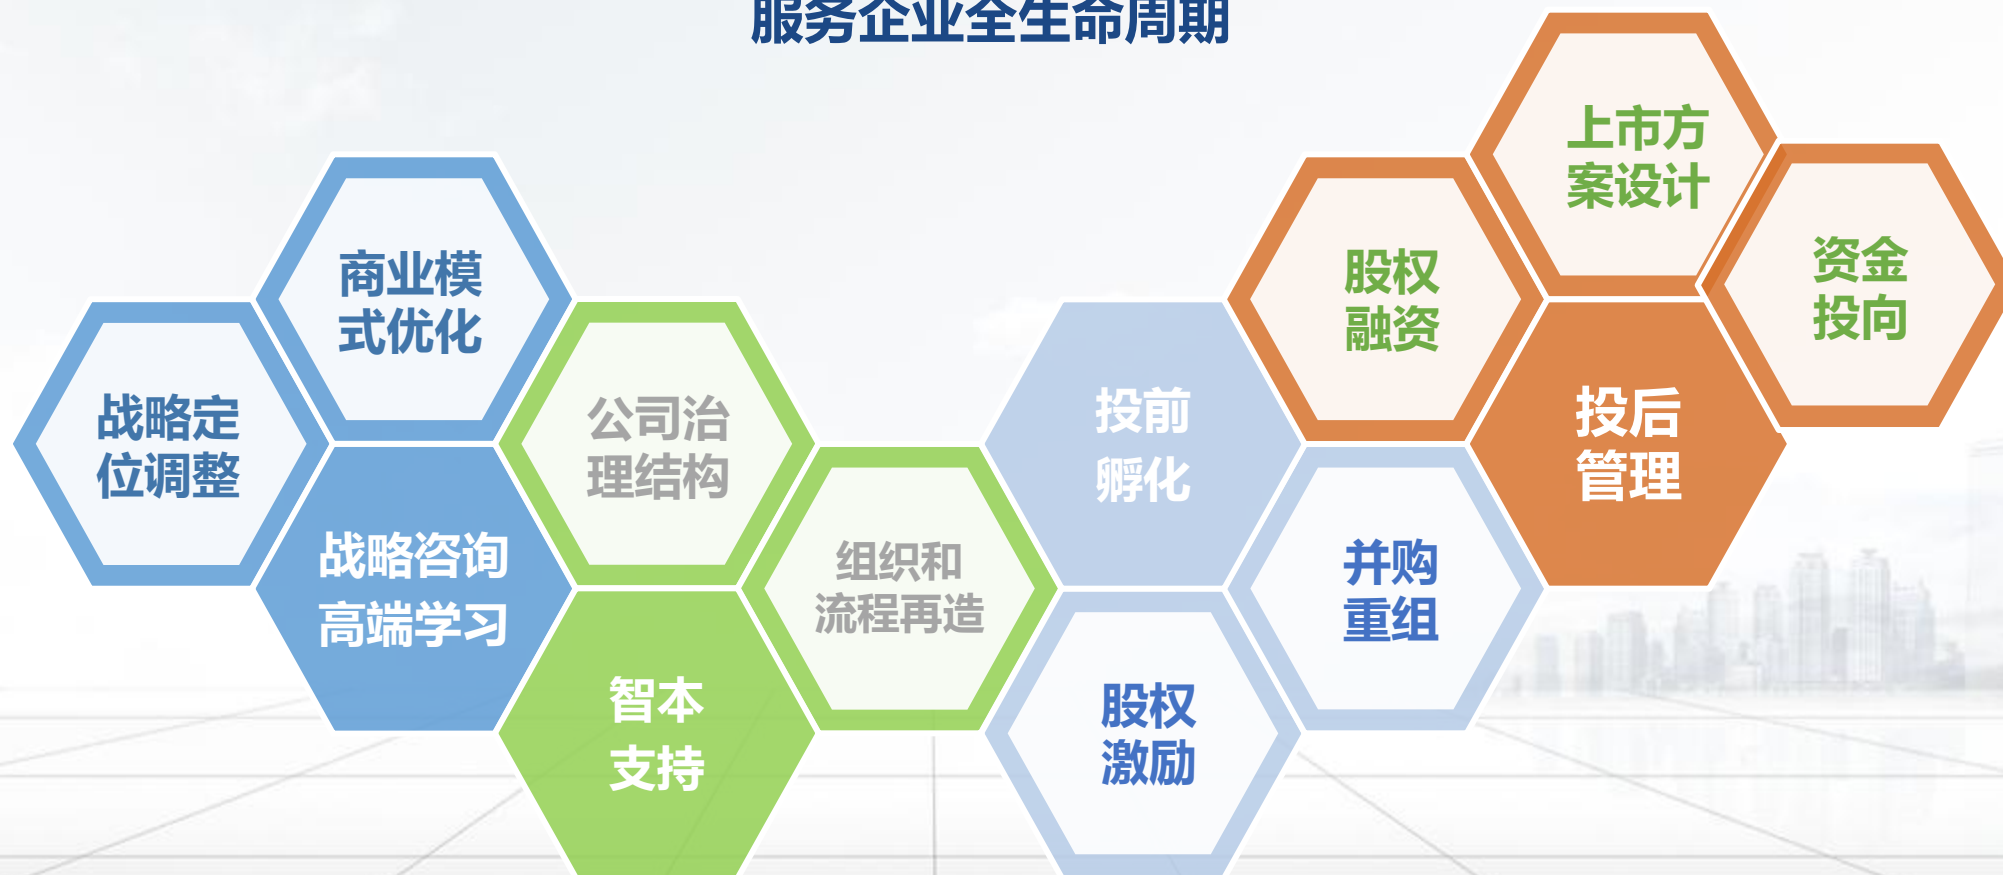 服务企业全生命周期
战略定
位调整
商业模
式优化
战略咨询
高端学习
公司治
理结构
智本
支持
组织和
流程再造
投前
孵化
股权
激励
股权
融资
并购
重组
上市方
案设计
投后
管理
资金
投向